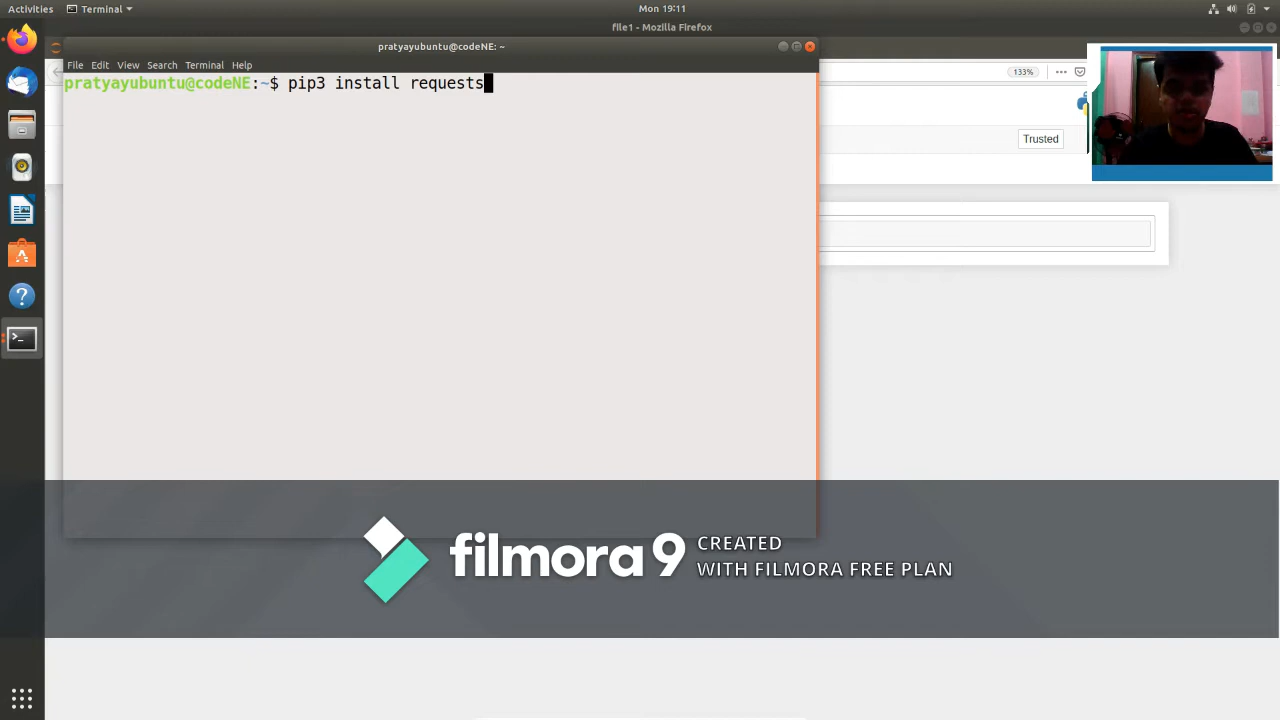 Activities
Terminal
Mon 19:11
file1 - Mozilla Firefox
pratyayubuntu@codeNE: ~
File Edit View Search Terminal Help
133%
pratyayubuntu@codeNE:~$ pip3 install requests
Trusted
filmora 9
CREATED
WITH FILMORA FREE PLAN